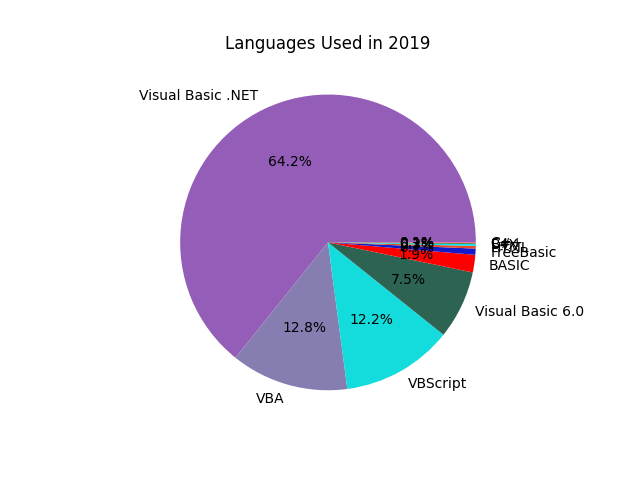 Languages Used in 2019
Visual Basic .NET
64.2%
VBA
12.8%
VBScript
12.2%
Visual Basic 6.0
7.5%
BASIC
1.9%
FreeBasic
HTML